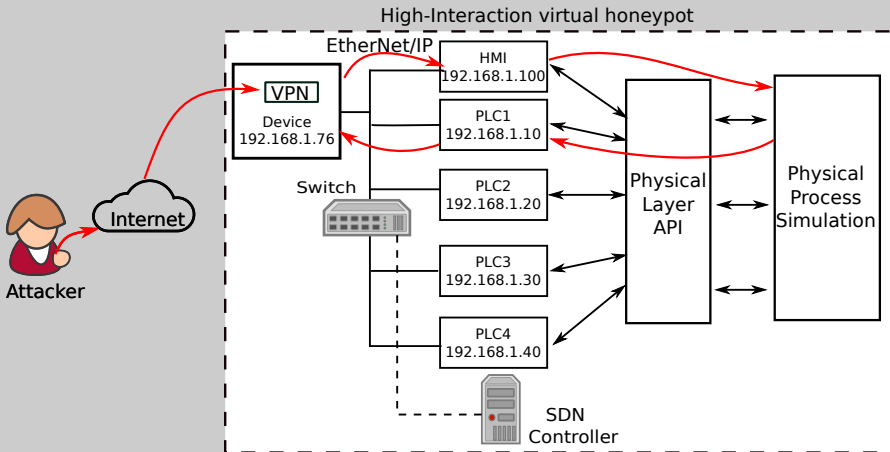 High-Interaction virtual honeypot
EtherNet/IP
VPN
Device
192.168.1.76
HMI
192.168.1.100
PLC1
192.168.1.10
PLC2
192.168.1.20
PLC3
192.168.1.30
PLC4
192.168.1.40
Switch
Physical
Layer
API
Physical
Process
Simulation
Internet
Attacker
SDN
Controller